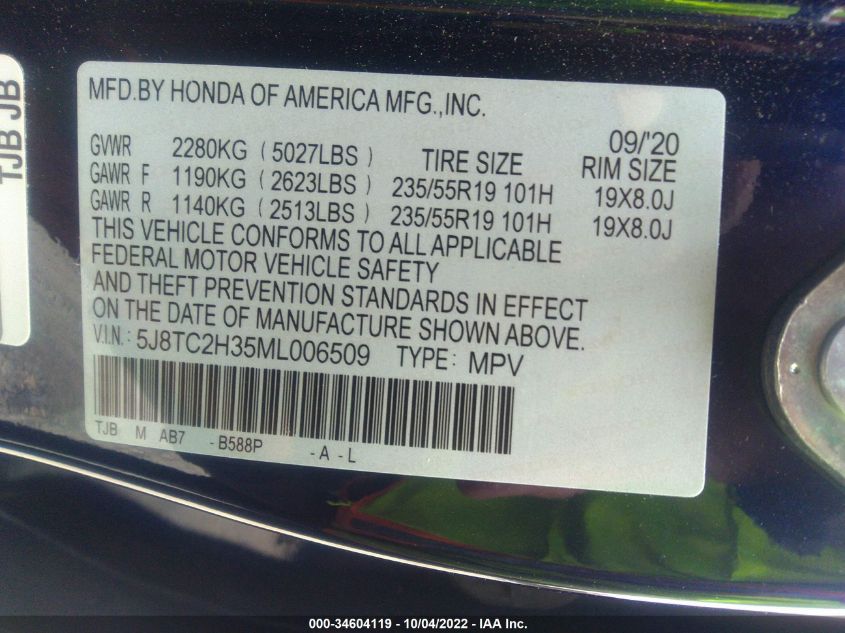 TJB JB
MFD.BY HONDA OF AMERICA MFG.,INC.
09/'20
GVWR 2280KG (5027LBS) TIRE SIZE RIM SIZE
GAWR F 1190KG (2623LBS) 235/55R19 101H 19X8.0J
GAWR R 1140KG (2513LBS) 235/55R19 101H 19X8.0J
THIS VEHICLE CONFORMS TO ALL APPLICABLE
FEDERAL MOTOR VEHICLE SAFETY
AND THEFT PREVENTION STANDARDS IN EFFECT
ON THE DATE OF MANUFACTURE SHOWN ABOVE.
V.I.N.: 5J8TC2H35ML006509 TYPE: MPV
TJB M AB7 -B588P -A -L
000-34604119 - 10/04/2022 - IAA Inc.